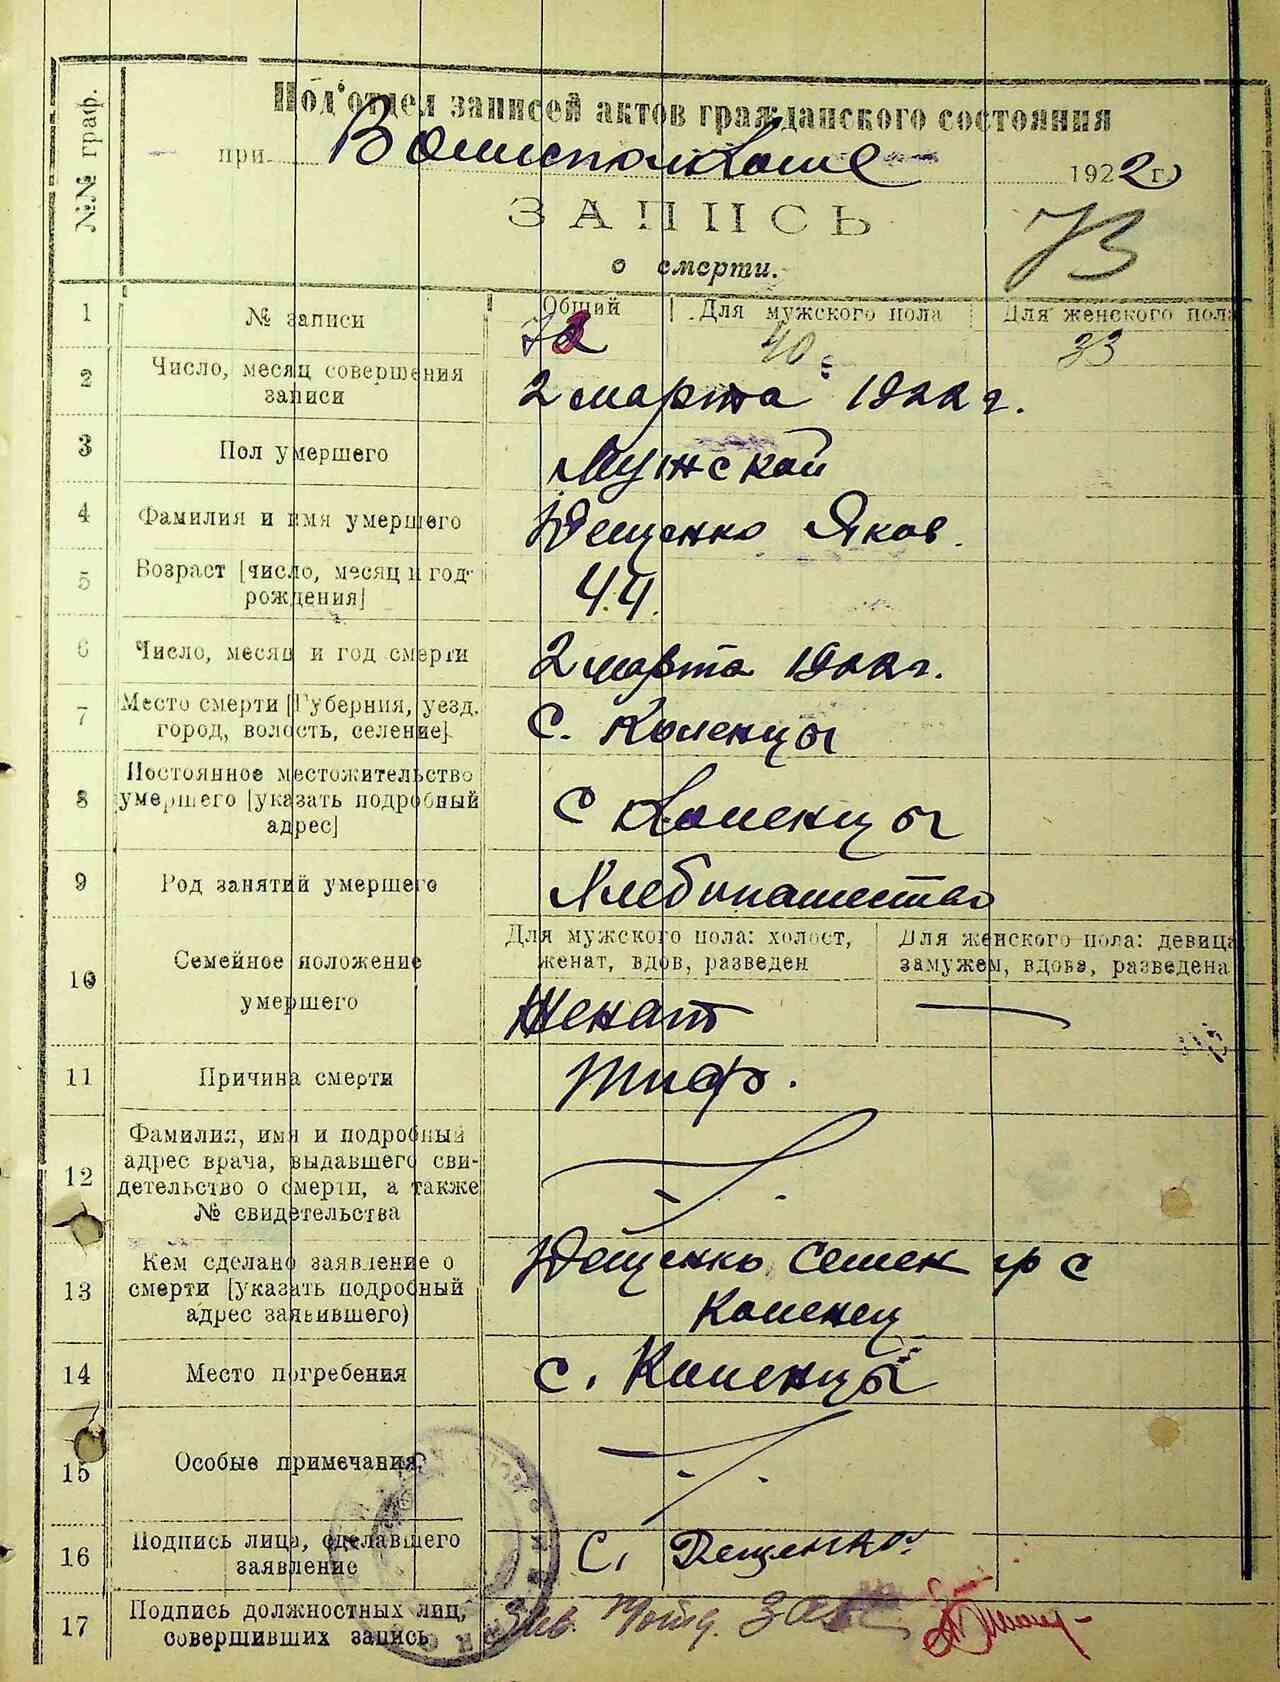 №№ граф.
Под'отдел записей актов гражданского состояния
при Волисполкоме 1922 г.
73
ЗАПИСЬ
о смерти.
1 № записи Общий Для мужского пола Для женского пола
40 33
2 Число, месяц совершения
записи
2 марта 1922 г.
3 Пол умершего Мужской
4 Фамилия и имя умершего Яков
5 Возраст [число, месяц и год
рождения]
44.
6 Число, месяц и год смерти 2 марта 1922 г.
7 Место смерти [Губерния, уезд,
город, волость, селение]
С.
8 Постоянное местожительство
умершего [указать подробный
адрес]
С
9 Род занятий умершего Хлебопашество
10 Семейное положение
умершего
Для мужского пола: холост,
женат, вдов, разведен
Для женского пола: девица
замужем, вдова, разведена
Женат
11 Причина смерти Тиф.
12 Фамилия, имя и подробный
адрес врача, выдавшего сви-
детельство о смерти, а также
№ свидетельства
13 Кем сделано заявление о
смерти [указать подробный
адрес заявившего)
Семен гр с
14 Место погребения С.
15 Особые примечания
16 Подпись лица, сделавшего
заявление
С. Дещенко
17 Подпись должностных лиц,
совершивших запись
Зав.